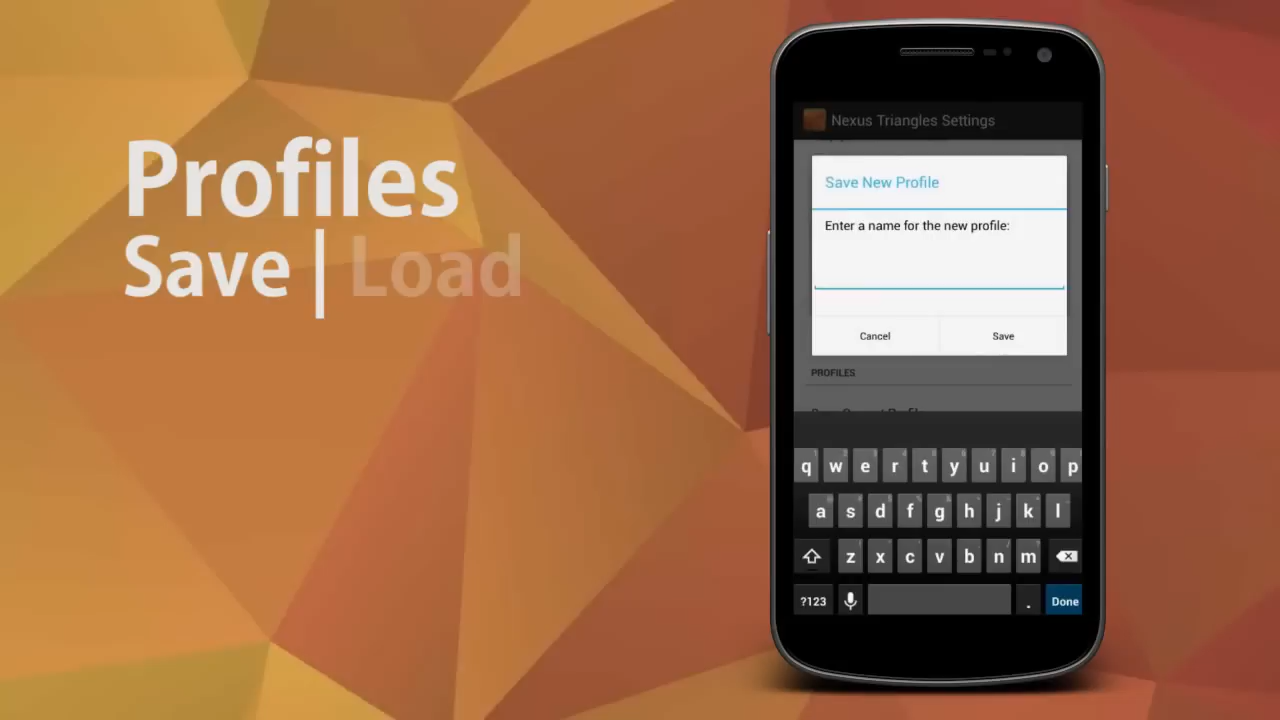 Profiles
Save | Load
Nexus Triangles Settings
Save New Profile
Enter a name for the new profile:
Cancel Save
PROFILES
q w e r t y u i o p
a s d f g h j k l
z x c v b n m
?123 . Done